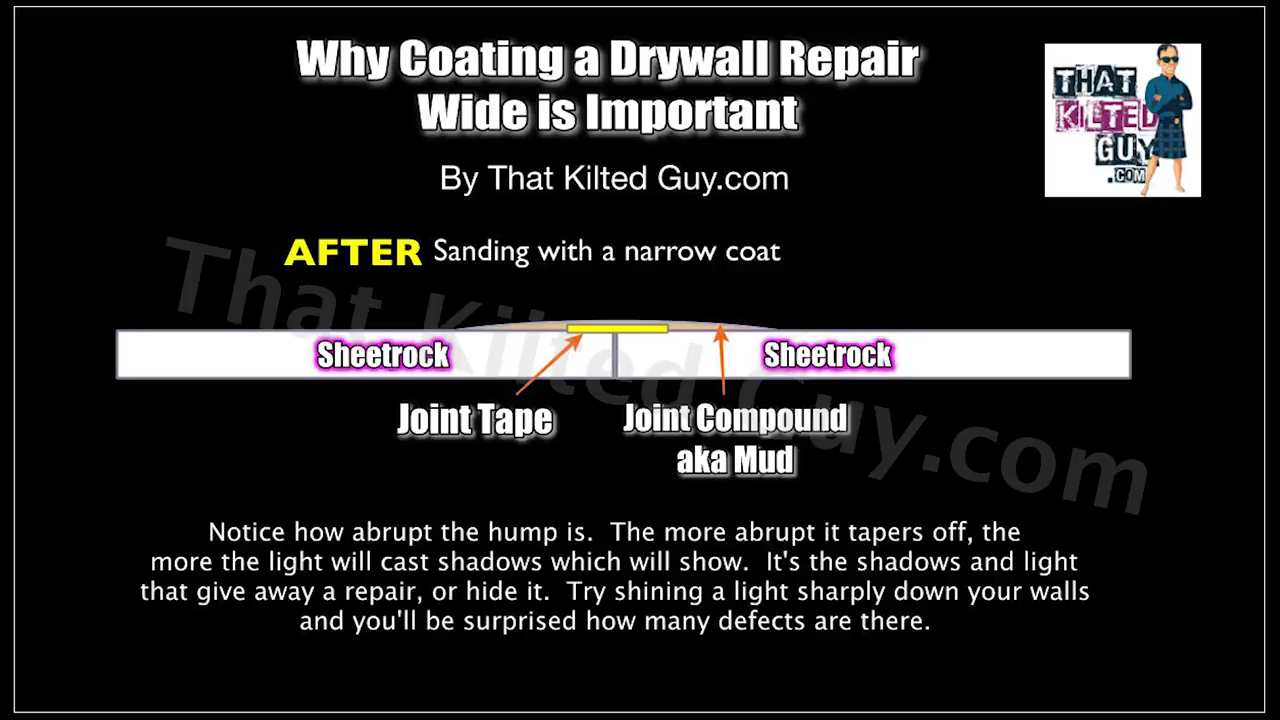 Why Coating a Drywall Repair
Wide is Important
THAT
KILTED
GUY
.COM
By That Kilted Guy.com
AFTER Sanding with a narrow coat
That Kilted Guy.com
Sheetrock
Sheetrock
Joint Tape
Joint Compound
aka Mud
Notice how abrupt the hump is.  The more abrupt it tapers off, the
more the light will cast shadows which will show.  It's the shadows and light
that give away a repair, or hide it.  Try shining a light sharply down your walls
and you'll be surprised how many defects are there.